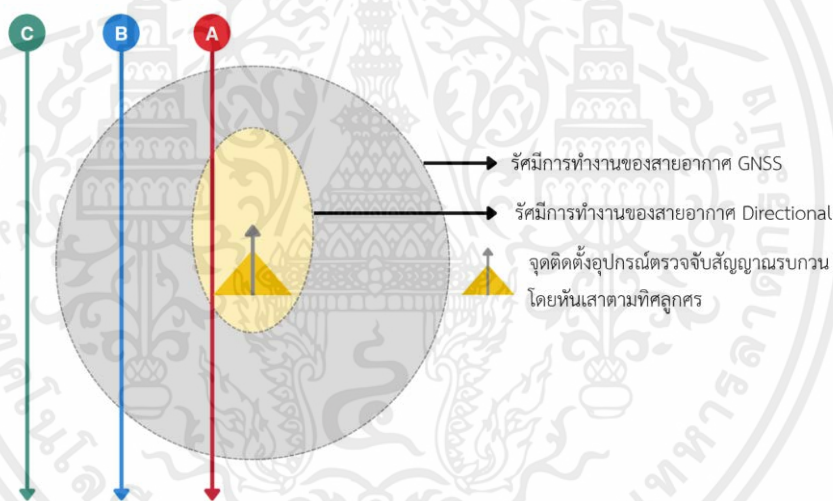 C
B
A
รัศมีการทำงานของสายอากาศ GNSS
รัศมีการทำงานของสายอากาศ Directional
จุดติดตั้งอุปกรณ์ตรวจจับสัญญาณรบกวน
โดยหันเสาตามทิศลูกศร